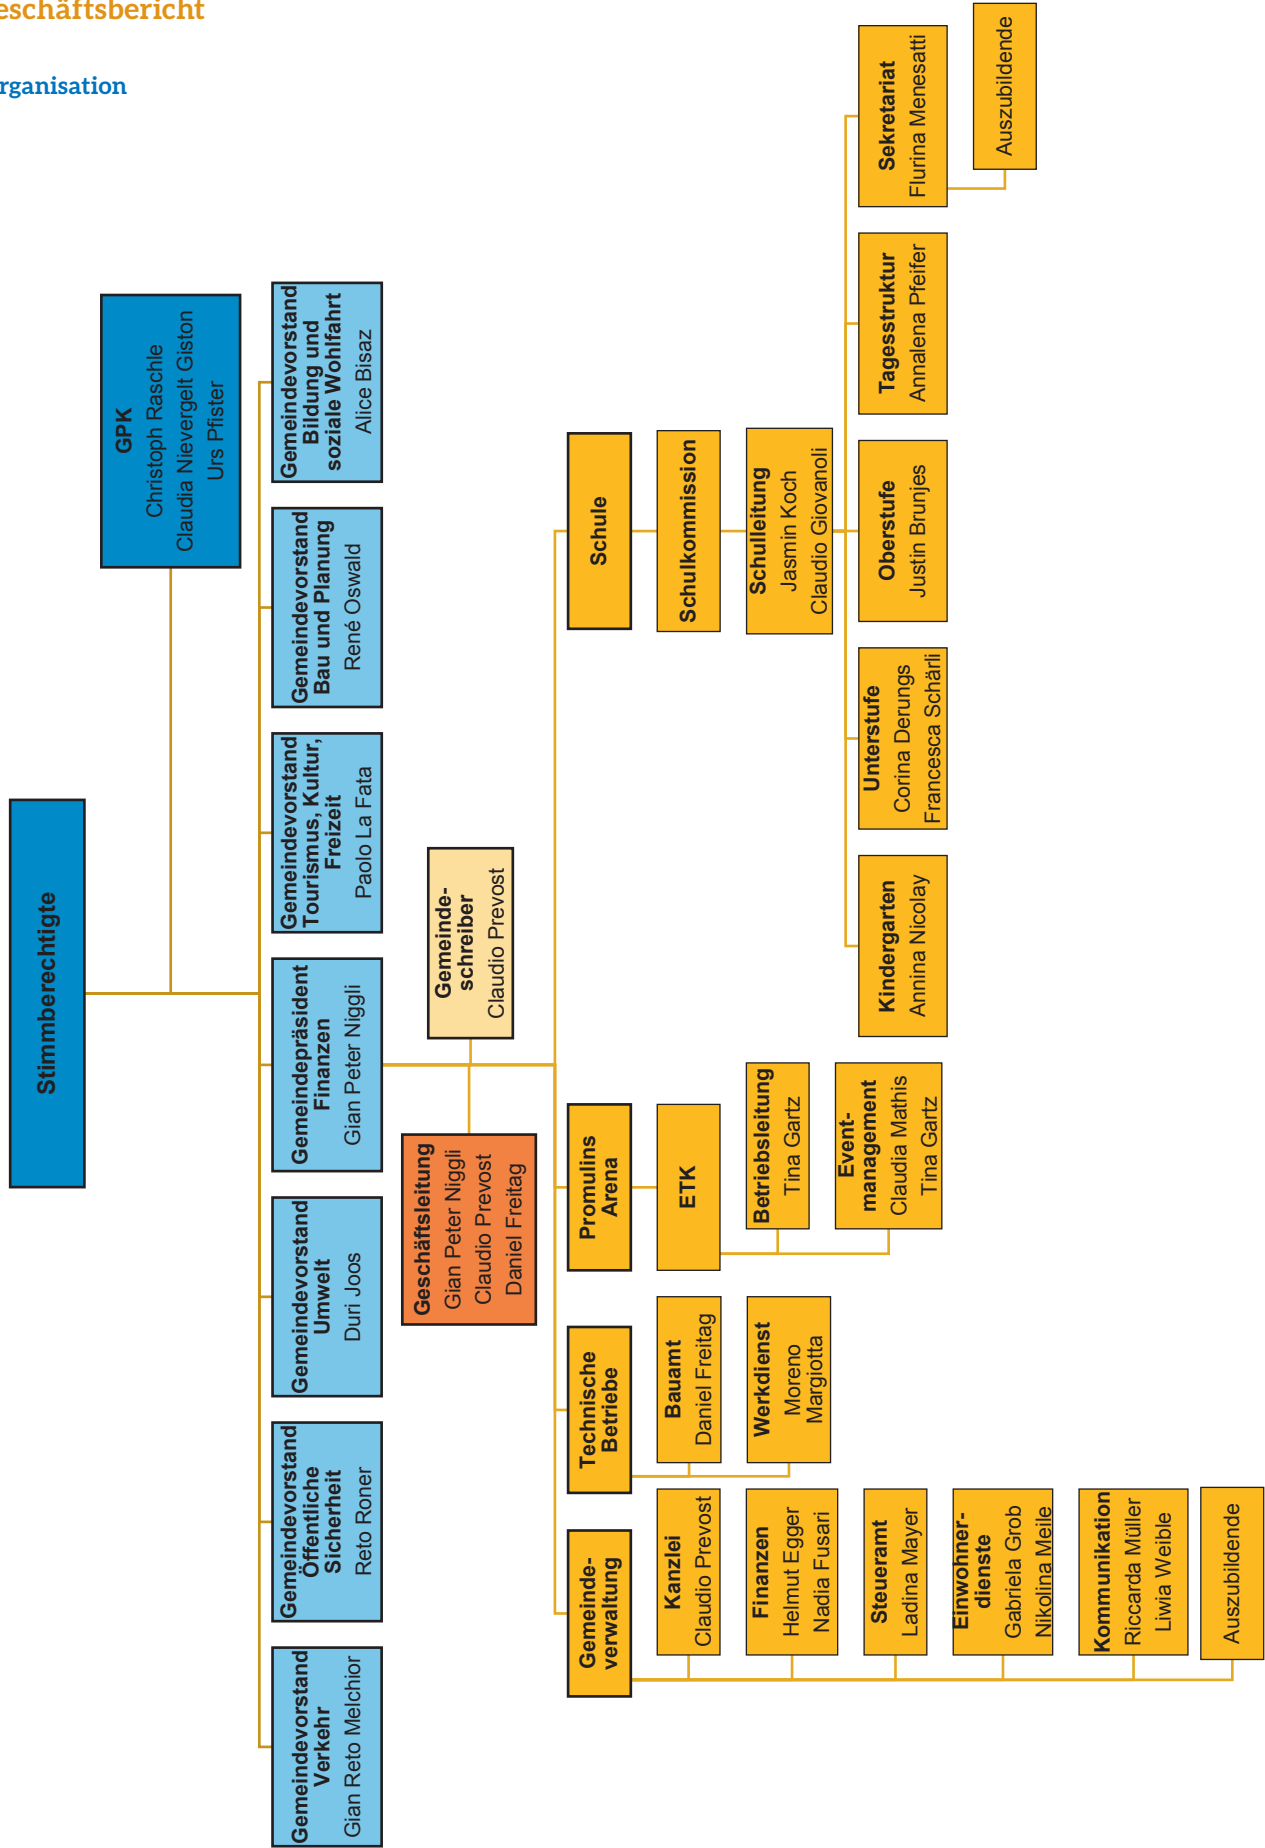 eschäftsbericht
rganisation
Stimmberechtigte
GPK
Christoph Raschle
Claudia Nievergelt Giston
Urs Pfister
Gemeindevorstand
Verkehr
Gian Reto Melchior
Gemeindevorstand
Öffentliche
Sicherheit
Reto Roner
Gemeindevorstand
Umwelt
Duri Joos
Gemeindepräsident
Finanzen
Gian Peter Niggli
Gemeindevorstand
Tourismus, Kultur,
Freizeit
Paolo La Fata
Gemeindevorstand
Bau und Planung
René Oswald
Gemeindevorstand
Bildung und
soziale Wohlfahrt
Alice Bisaz
Geschäftsleitung
Gian Peter Niggli
Claudio Prevost
Daniel Freitag
Gemeinde-
schreiber
Claudio Prevost
Gemeinde-
verwaltung
Kanzlei
Claudio Prevost
Finanzen
Helmut Egger
Nadia Fusari
Steueramt
Ladina Mayer
Einwohner-
dienste
Gabriela Grob
Nikolina Meile
Kommunikation
Riccarda Müller
Liwia Weible
Auszubildende
Technische
Betriebe
Bauamt
Daniel Freitag
Werkdienst
Moreno
Margiotta
Promulins
Arena
ETK
Betriebsleitung
Tina Gartz
Event-
management
Claudia Mathis
Tina Gartz
Schule
Schulkommission
Schulleitung
Jasmin Koch
Claudio Giovanoli
Kindergarten
Annina Nicolay
Unterstufe
Corina Derungs
Francesca Schärli
Oberstufe
Justin Brunjes
Tagesstruktur
Annalena Pfeifer
Sekretariat
Flurina Menesatti
Auszubildende